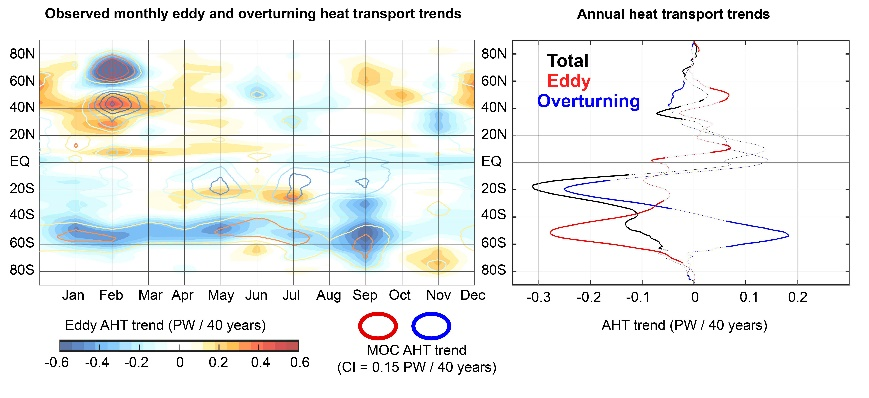 Observed monthly eddy and overturning heat transport trends
Annual heat transport trends
80N
60N
40N
20N
EQ
20S
40S
60S
80S
Jan Feb Mar Apr May Jun Jul Aug Sep Oct Nov Dec
Eddy AHT trend (PW / 40 years)
-0.6 -0.4 -0.2 0 0.2 0.4 0.6
MOC AHT trend
(CI = 0.15 PW / 40 years)
80N
60N
40N
20N
EQ
20S
40S
60S
80S
Total
Eddy
Overturning
-0.3 -0.2 -0.1 0 0.1 0.2
AHT trend (PW / 40 years)